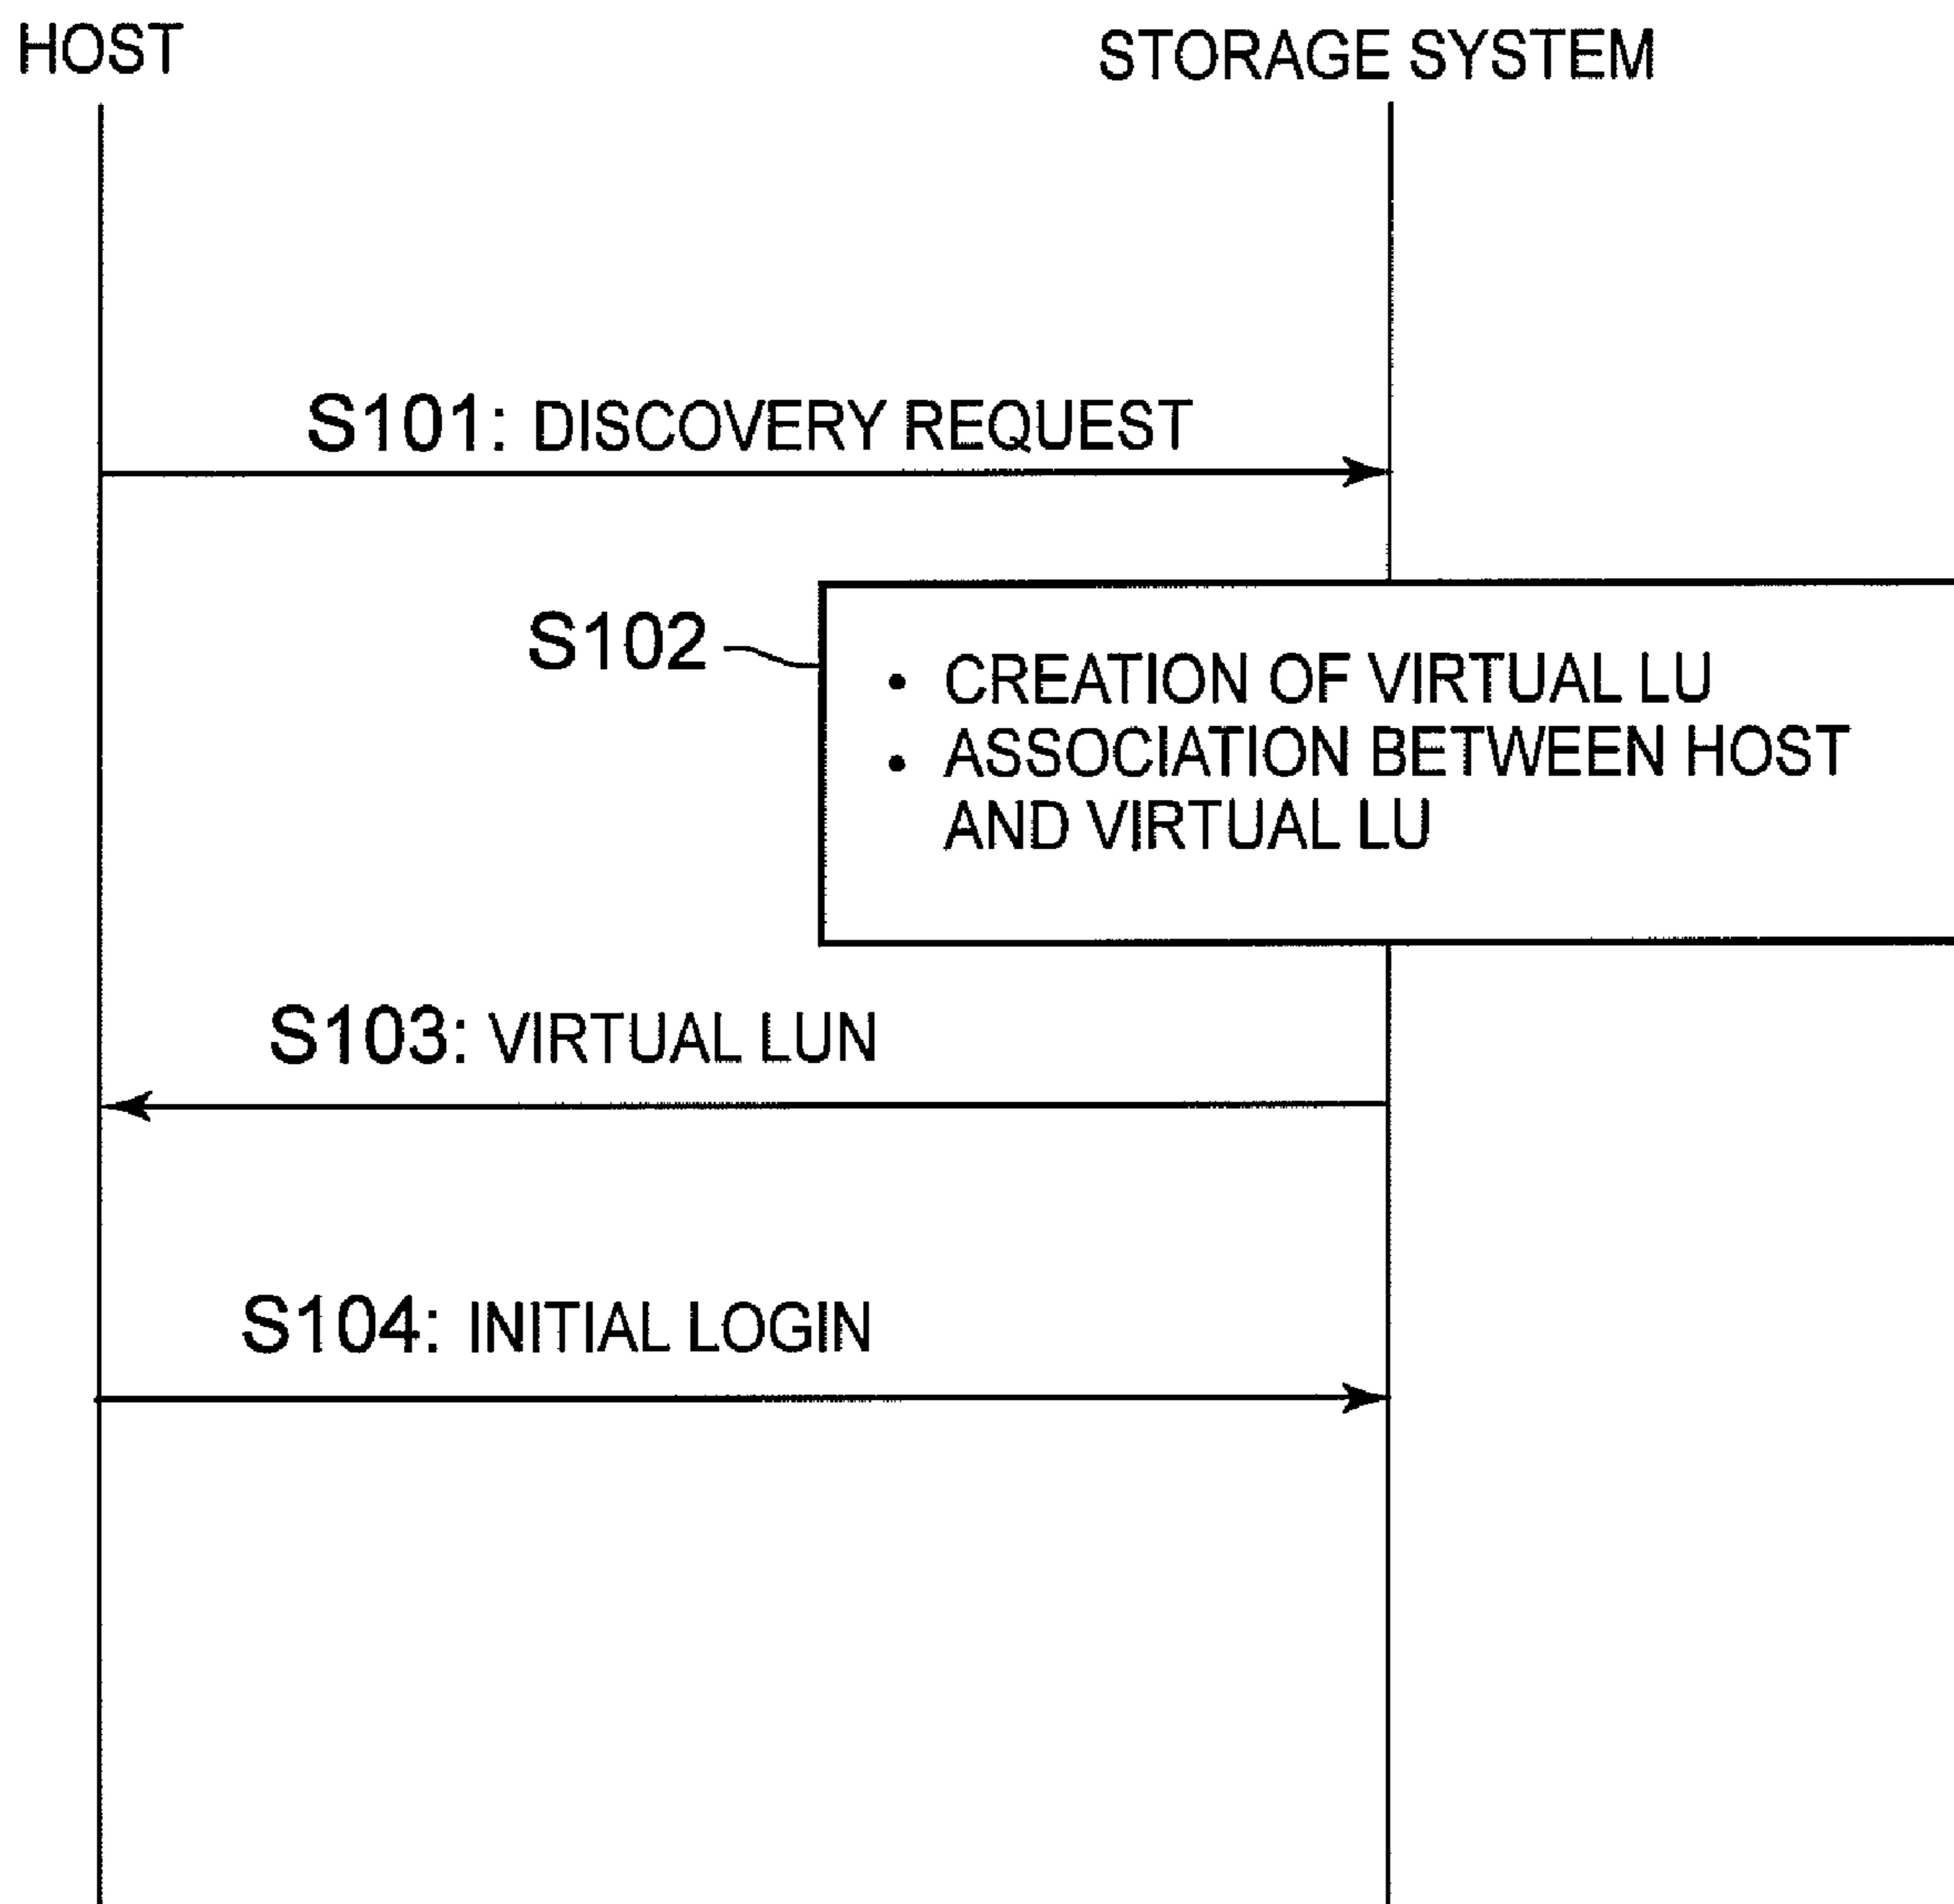 HOST
STORAGE SYSTEM
S101: DISCOVERY REQUEST
S102
• CREATION OF VIRTUAL LU
• ASSOCIATION BETWEEN HOST
AND VIRTUAL LU
S103: VIRTUAL LUN
S104: INITIAL LOGIN